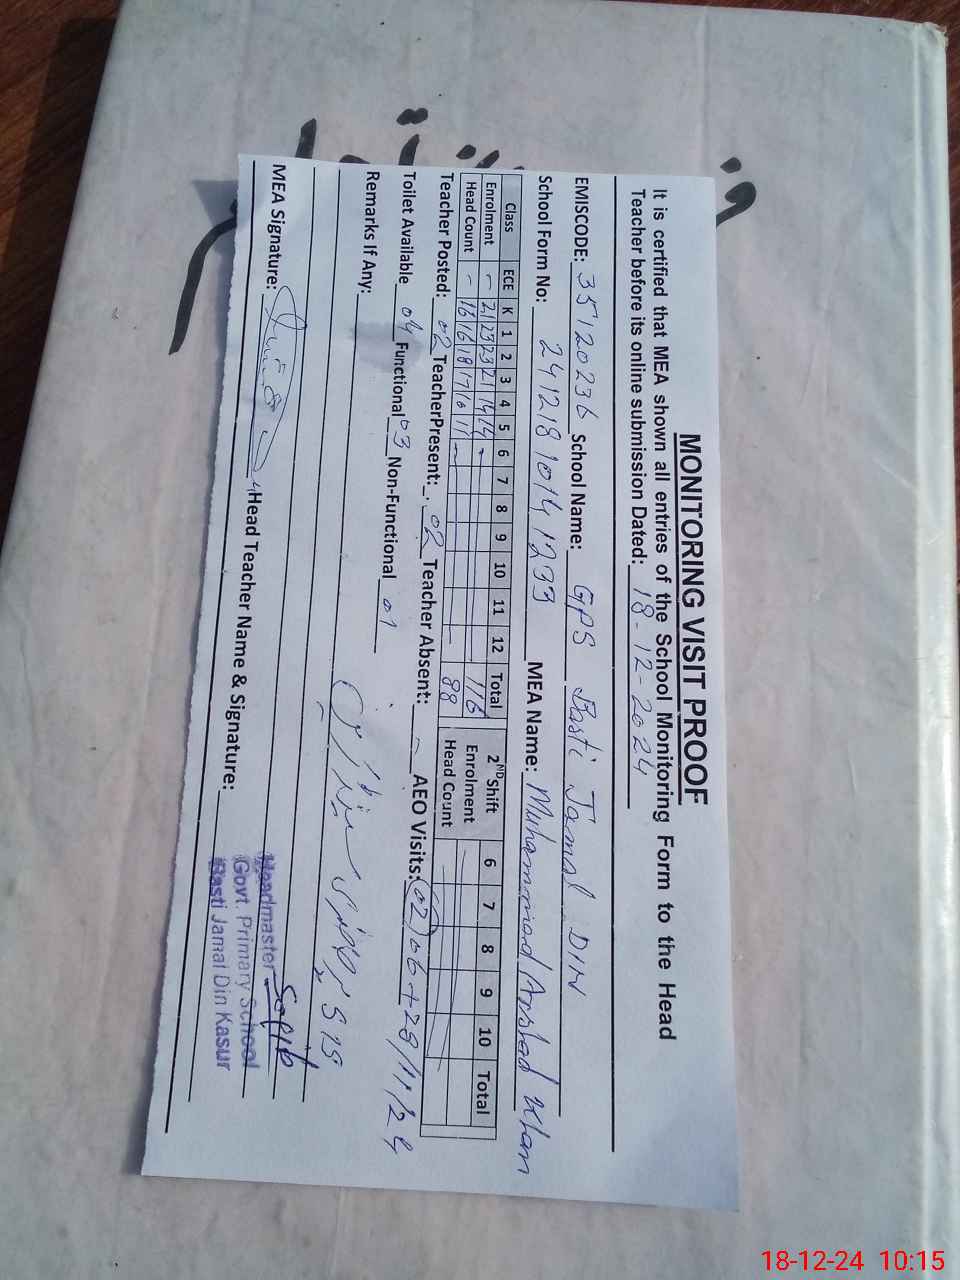 MONITORING VISIT PROOF
It is certified that MEA shown all entries of the School Monitoring Form to the Head
Teacher before its online submission Dated: 18-12-2024
EMISCODE: 35120236 School Name: GPS Basti Jamal Din
School Form No: 241218 1014 1233 MEA Name: Muhammad Arshad Khan
Class ECE K 1 2 3 4 5 6 7 8 9 10 11 12 Total 2ND Shift 6 7 8 9 10 Total
Enrolment - 21 23 23 21 14 14 - 116 Enrolment
Head Count - 16 16 18 17 10 11 - 88 Head Count
Teacher Posted: 02 TeacherPresent: 02 Teacher Absent: - AEO Visits: (02) 06 + 28/11/24
Toilet Available 04 Functional 03 Non-Functional 01
Remarks If Any:
MEA Signature: Head Teacher Name & Signature:
Headmaster
Govt. Primary School
Basti Jamal Din Kasur
18-12-24 10:15